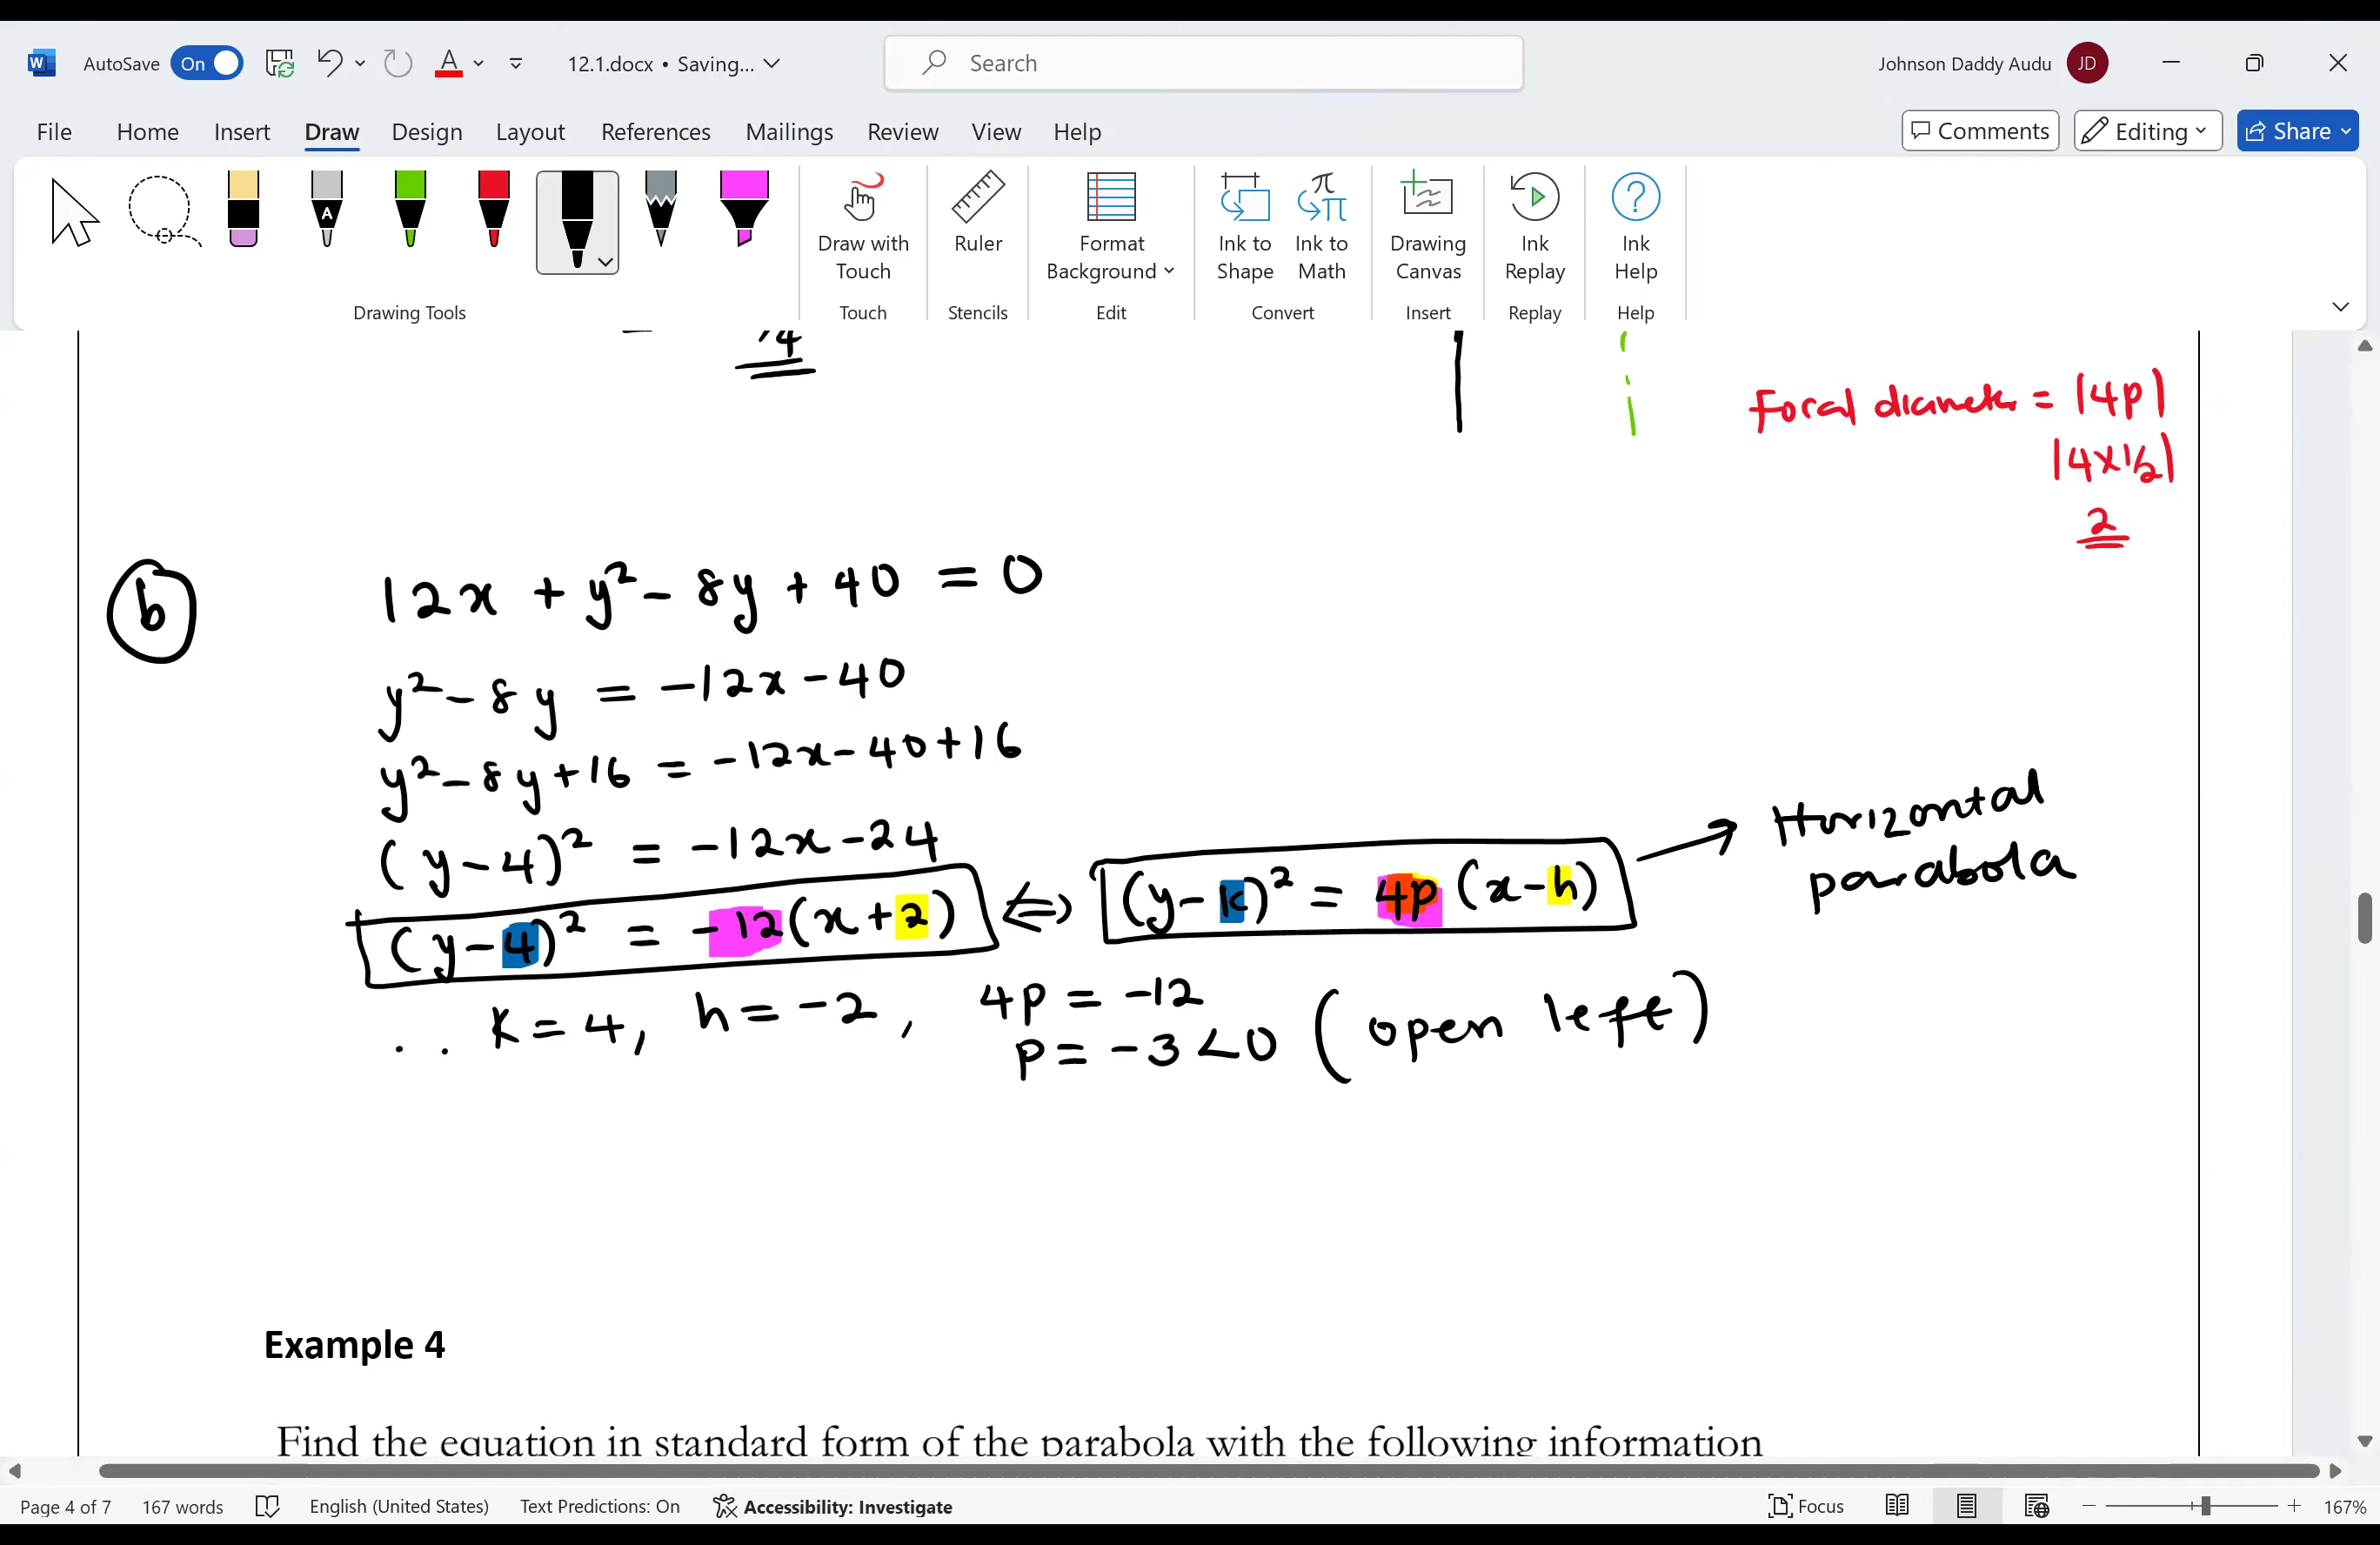 AutoSave On 12.1.docx • Saving... Search Johnson Daddy Audu JD
File Home Insert Draw Design Layout References Mailings Review View Help Comments Editing Share
Draw with Touch Ruler Format Background Ink to Shape Ink to Math Drawing Canvas Ink Replay Ink Help
Drawing Tools Touch Stencils Edit Convert Insert Replay Help
Focal diameter = |4p|
|4×1/2|
2
b
12x + y² - 8y + 40 = 0
y² - 8y = -12x - 40
y² - 8y + 16 = -12x - 40 + 16
(y - 4)² = -12x - 24
(y - 4)² = -12(x + 2) ⇔ (y - k)² = 4p(x - h) → Horizontal parabola
∴ k = 4, h = -2, 4p = -12
p = -3 < 0 (open left)
Example 4
Find the equation in standard form of the parabola with the following information
Page 4 of 7 167 words English (United States) Text Predictions: On Accessibility: Investigate Focus 167%